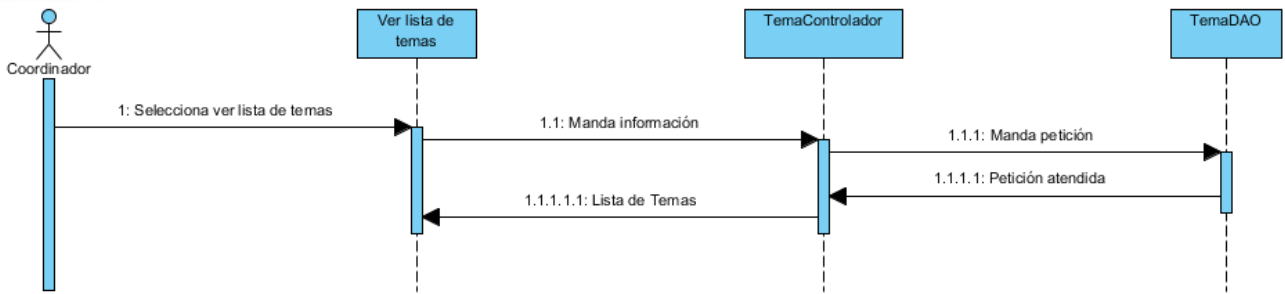 Ver lista de
temas
TemaControlador
TemaDAO
Coordinador
1: Selecciona ver lista de temas
1.1: Manda información
1.1.1: Manda petición
1.1.1.1: Petición atendida
1.1.1.1.1: Lista de Temas